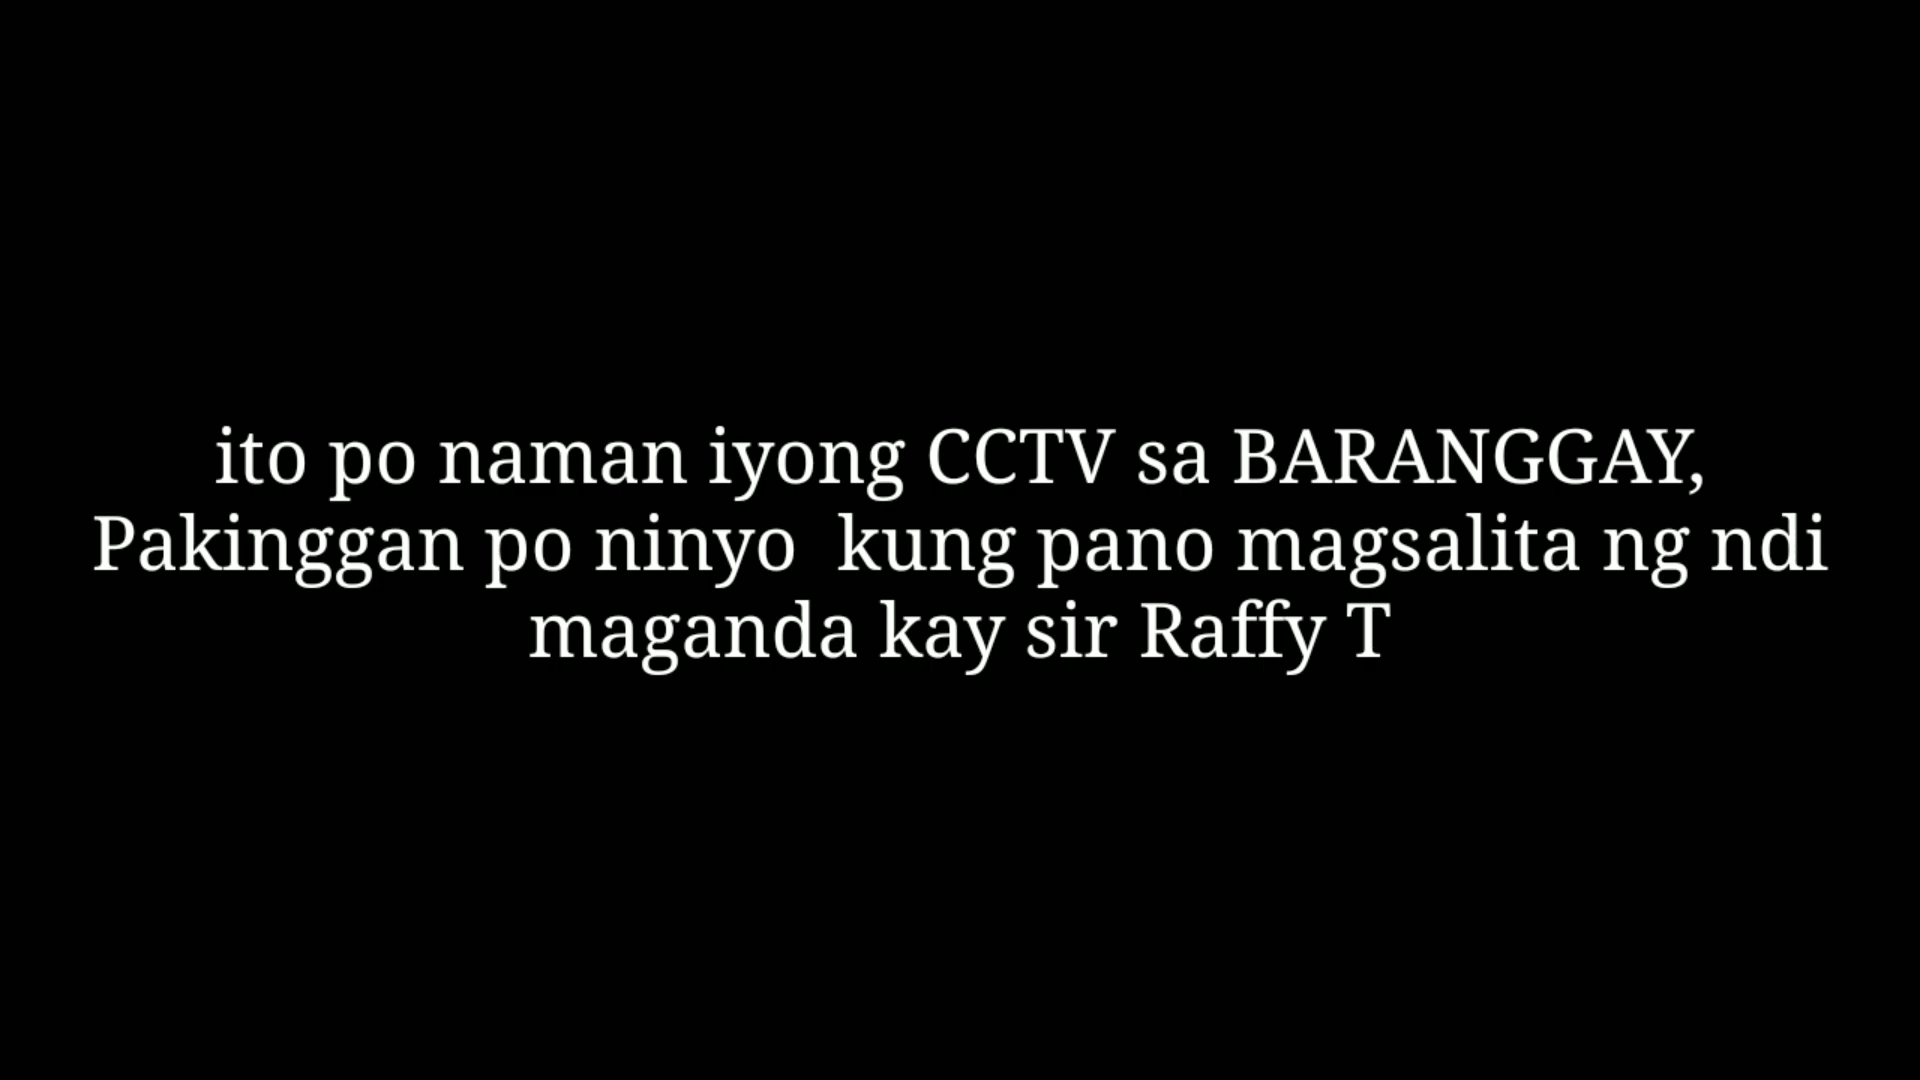 ito po naman iyong CCTV sa BARANGGAY,
Pakinggan po ninyo  kung pano magsalita ng ndi
maganda kay sir Raffy T